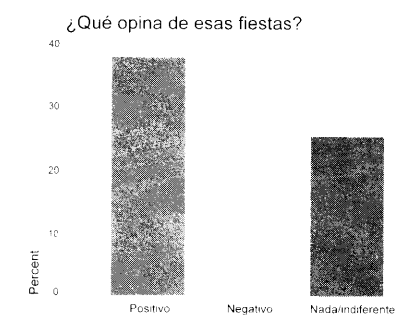 ¿Qué opina de esas fiestas?
40
30
20
10
0
Percent
Positivo Negativo Nada/indiferente